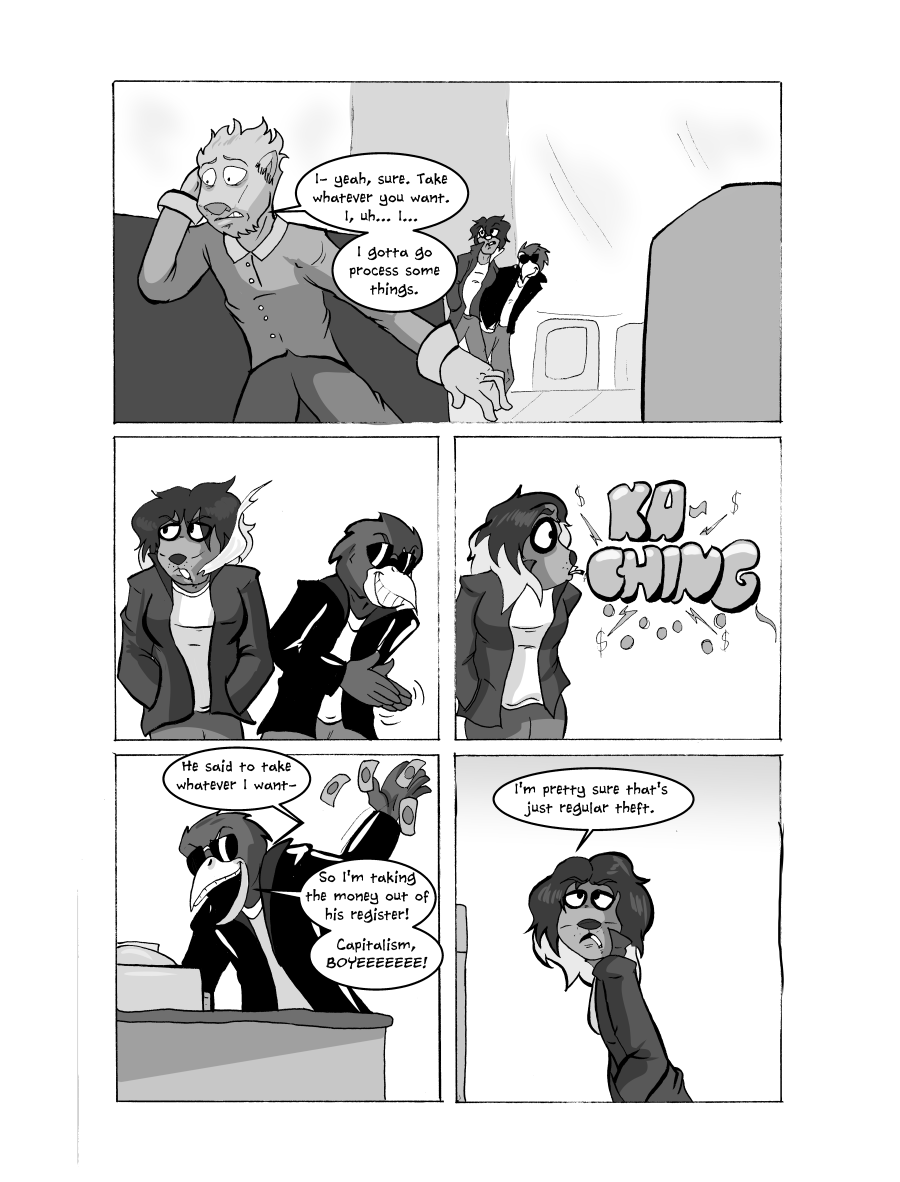 I- yeah, sure. Take
whatever you want.
I, uh... I...
I gotta go
process some
things.
KA-
CHING
He said to take
whatever I want-
So I'm taking
the money out of
his register!
Capitalism,
BOYEEEEEEE!
I'm pretty sure that's
just regular theft.